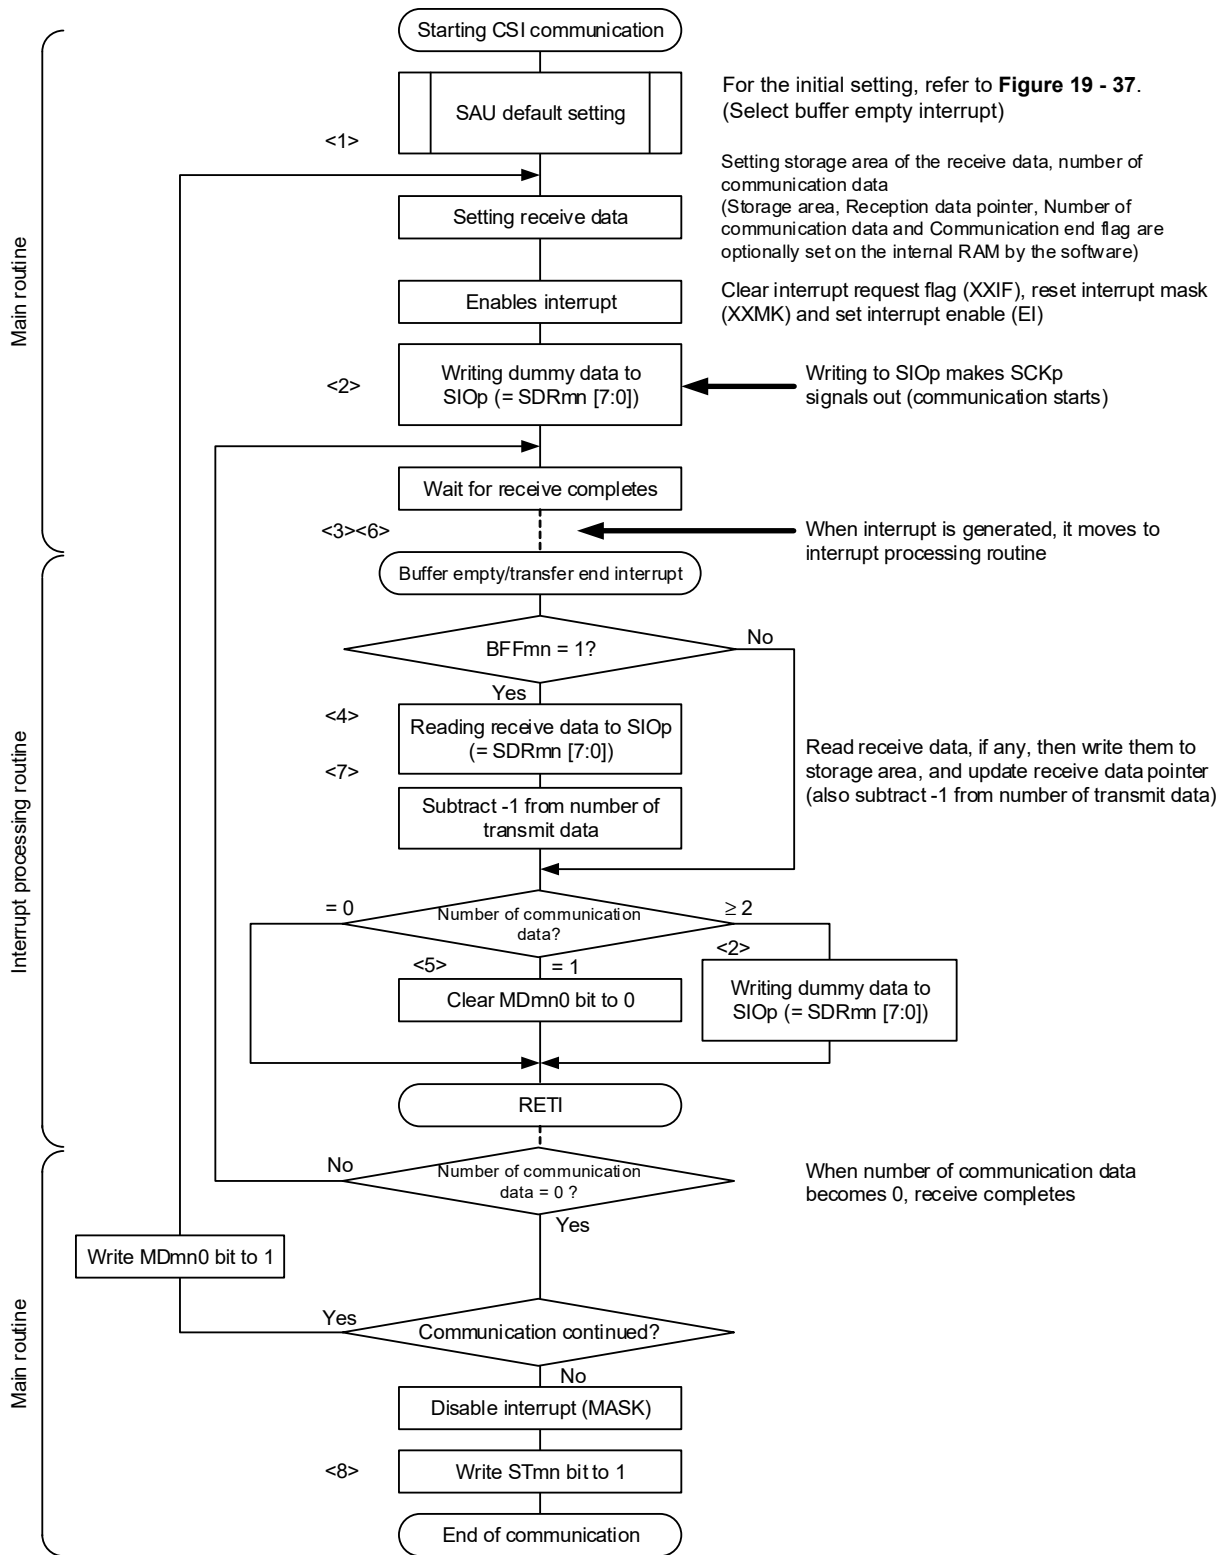 Starting CSI communication
SAU default setting
For the initial setting, refer to Figure 19 - 37.
(Select buffer empty interrupt)
<1>
Setting storage area of the receive data, number of
communication data
(Storage area, Reception data pointer, Number of
communication data and Communication end flag are
optionally set on the internal RAM by the software)
Setting receive data
Main routine
Enables interrupt
Clear interrupt request flag (XXIF), reset interrupt mask
(XXMK) and set interrupt enable (EI)
<2>
Writing dummy data to
SIOp (= SDRmn [7:0])
Writing to SIOp makes SCKp
signals out (communication starts)
Wait for receive completes
<3><6>
When interrupt is generated, it moves to
interrupt processing routine
Buffer empty/transfer end interrupt
BFFmn = 1?
No
Yes
<4>
Reading receive data to SIOp
(= SDRmn [7:0])
<7>
Read receive data, if any, then write them to
storage area, and update receive data pointer
(also subtract -1 from number of transmit data)
Subtract -1 from number of
transmit data
Interrupt processing routine
= 0
Number of communication
data?
≥ 2
<5>
= 1
<2>
Clear MDmn0 bit to 0
Writing dummy data to
SIOp (= SDRmn [7:0])
RETI
No
Number of communication
data = 0 ?
When number of communication data
becomes 0, receive completes
Yes
Write MDmn0 bit to 1
Yes
Communication continued?
No
Main routine
Disable interrupt (MASK)
<8>
Write STmn bit to 1
End of communication